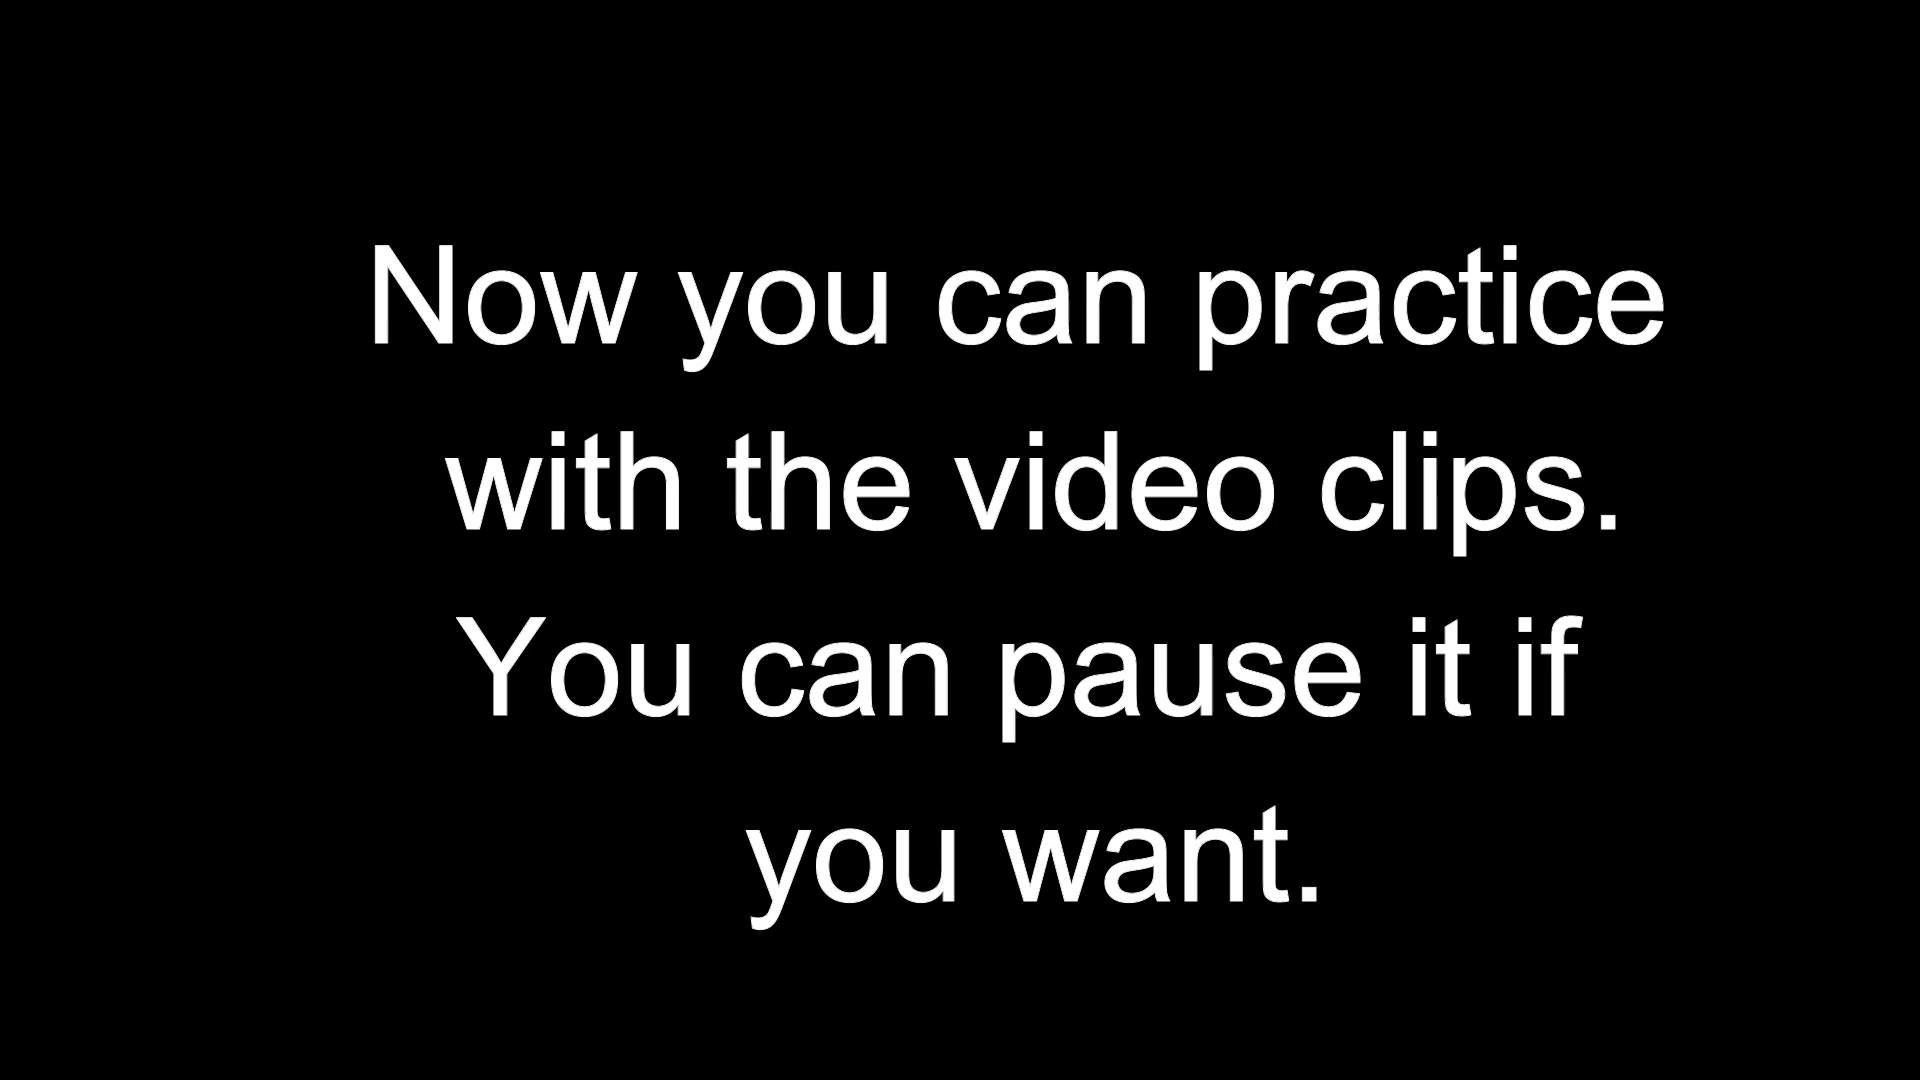 Now you can practice
with the video clips.
You can pause it if
you want.